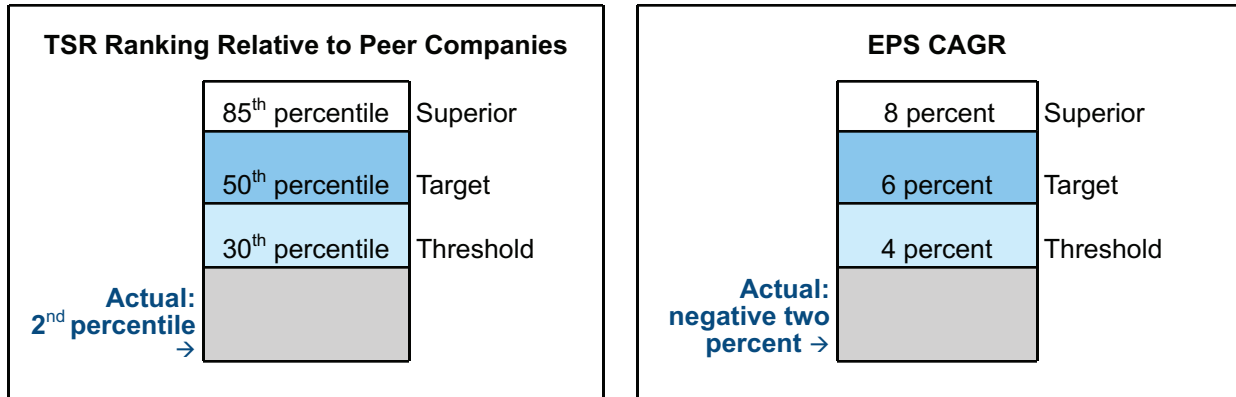 TSR Ranking Relative to Peer Companies
85th percentile Superior
50th percentile Target
30th percentile Threshold
Actual:
2nd percentile
→
EPS CAGR
8 percent Superior
6 percent Target
4 percent Threshold
Actual:
negative two
percent →